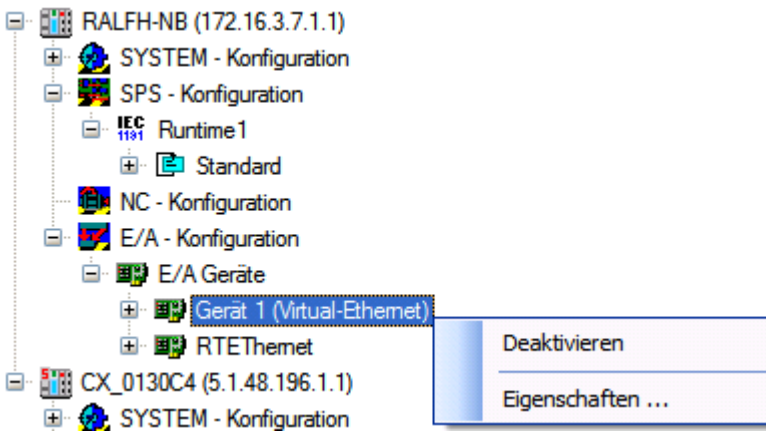 RALFH-NB (172.16.3.7.1.1)
SYSTEM - Konfiguration
SPS - Konfiguration
IEC 1131 Runtime1
Standard
NC - Konfiguration
E/A - Konfiguration
E/A Geräte
Gerät 1 (Virtual-Ethernet)
RTEThernet
Deaktivieren
CX_0130C4 (5.1.48.196.1.1)
Eigenschaften ...
SYSTEM - Konfiguration